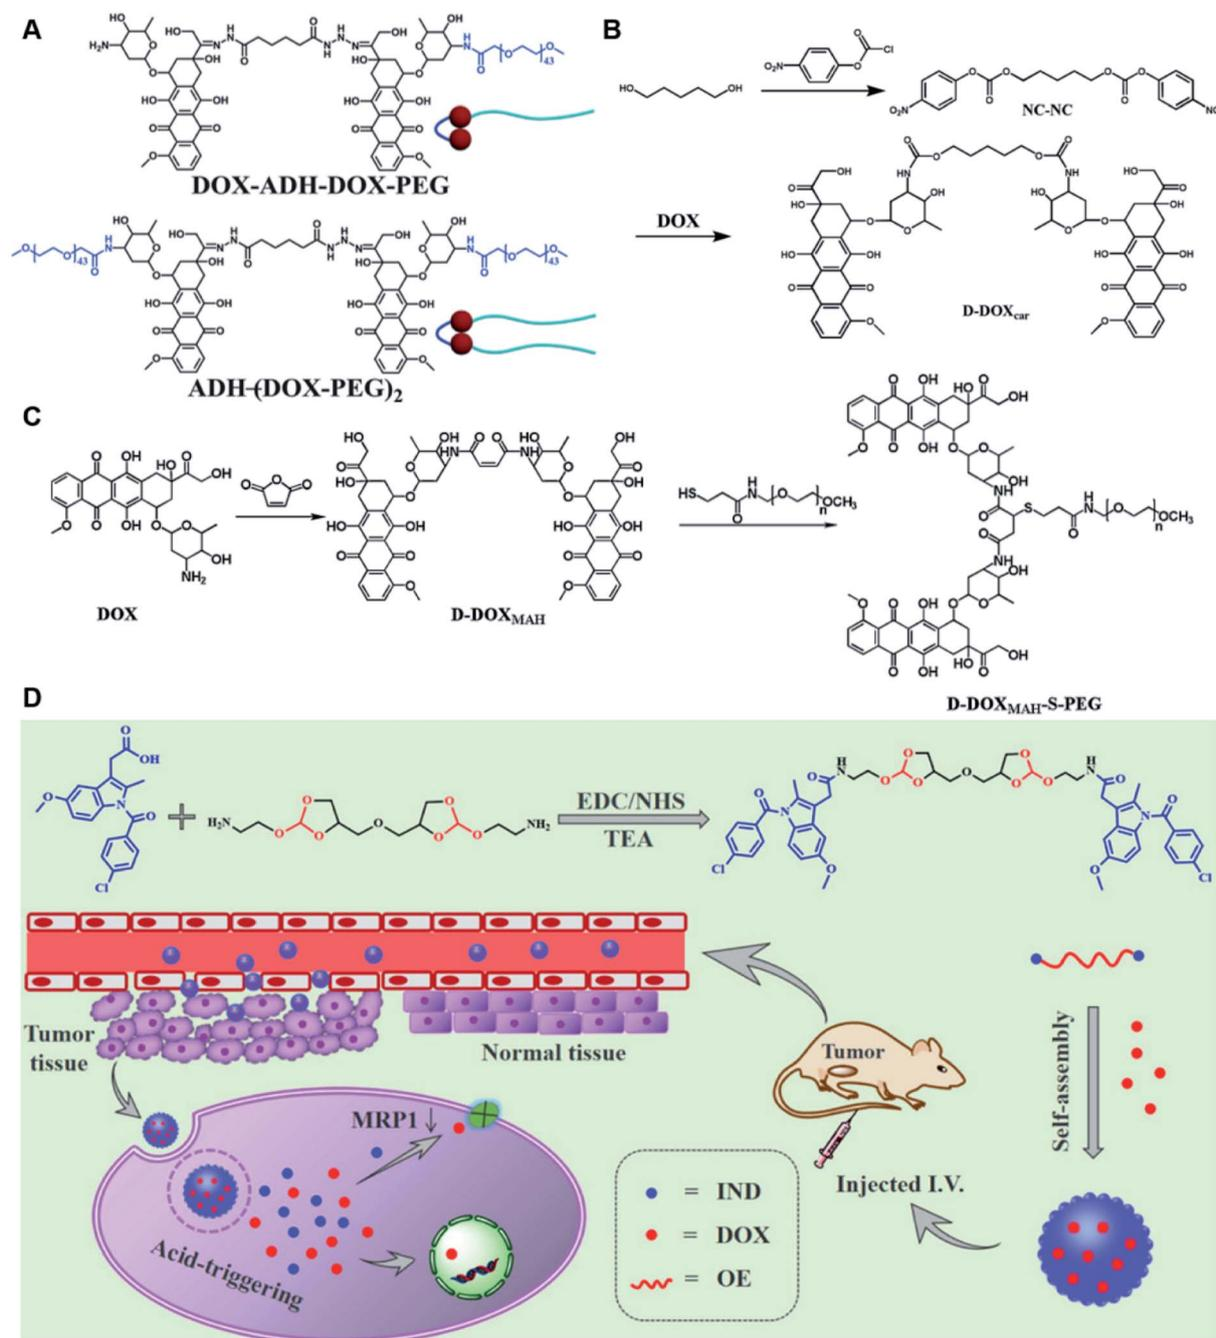 A
DOX-ADH-DOX-PEG
ADH-(DOX-PEG)2
B
NC-NC
DOX
D-DOXcar
C
DOX
D-DOXMAH
D-DOXMAH-S-PEG
D
EDC/NHS
TEA
Tumor
tissue
Normal tissue
Tumor
Self-assembly
Injected I.V.
MRP1↓
Acid-triggering
= IND
= DOX
= OE